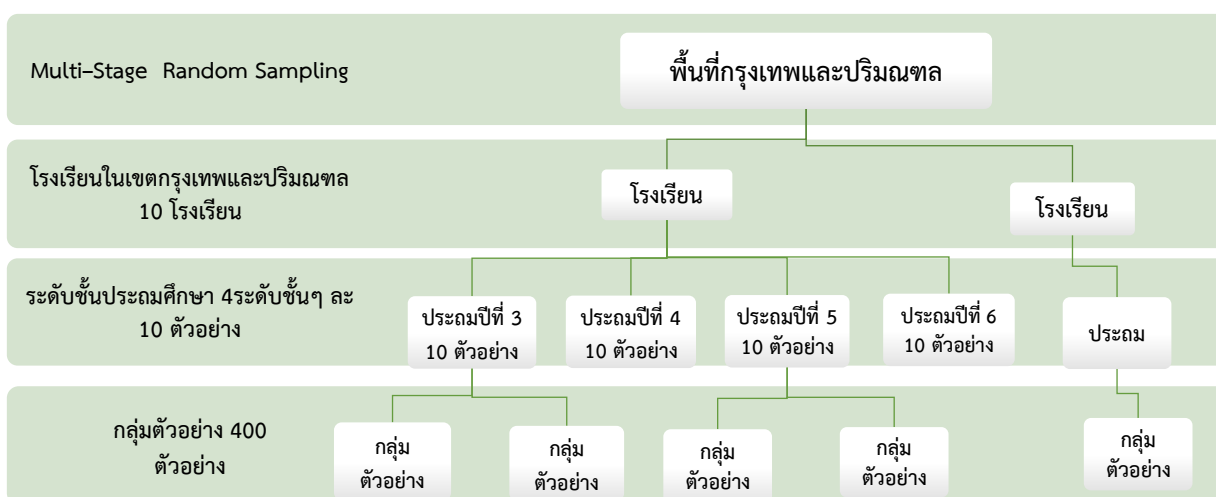 Multi–Stage Random Sampling
พื้นที่กรุงเทพและปริมณฑล
โรงเรียนในเขตกรุงเทพและปริมณฑล
10 โรงเรียน
โรงเรียน
โรงเรียน
ระดับชั้นประถมศึกษา 4ระดับชั้นๆ ละ
10 ตัวอย่าง
ประถมปีที่ 3
10 ตัวอย่าง
ประถมปีที่ 4
10 ตัวอย่าง
ประถมปีที่ 5
10 ตัวอย่าง
ประถมปีที่ 6
10 ตัวอย่าง
ประถม
กลุ่มตัวอย่าง 400
ตัวอย่าง
กลุ่ม
ตัวอย่าง
กลุ่ม
ตัวอย่าง
กลุ่ม
ตัวอย่าง
กลุ่ม
ตัวอย่าง
กลุ่ม
ตัวอย่าง